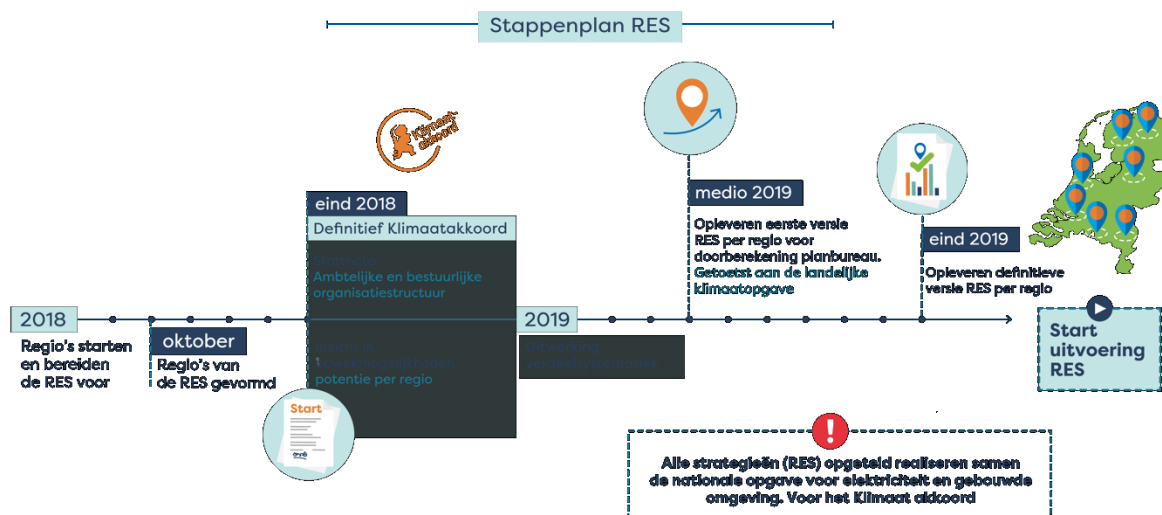 Stappenplan RES
Klimaat-
akkoord
eind 2018
Definitief Klimaatakkoord
Startnota:
Ambtelijke en bestuurlijke
organisatiestructuur
potentie per regio
Start
medio 2019
Opleveren eerste versie
RES per regio voor
doorberekening planbureau.
Getoetst aan de landelijke
klimaatopgave
eind 2019
Opleveren definitieve
versie RES per regio
2018
Regio's starten
en bereiden
de RES voor
oktober
Regio's van
de RES gevormd
2019
Uitwerking
Start
uitvoering
RES
!
Alle strategieën (RES) opgeteld realiseren samen
de nationale opgave voor elektriciteit en gebouwde
omgeving. Voor het Klimaat akkoord